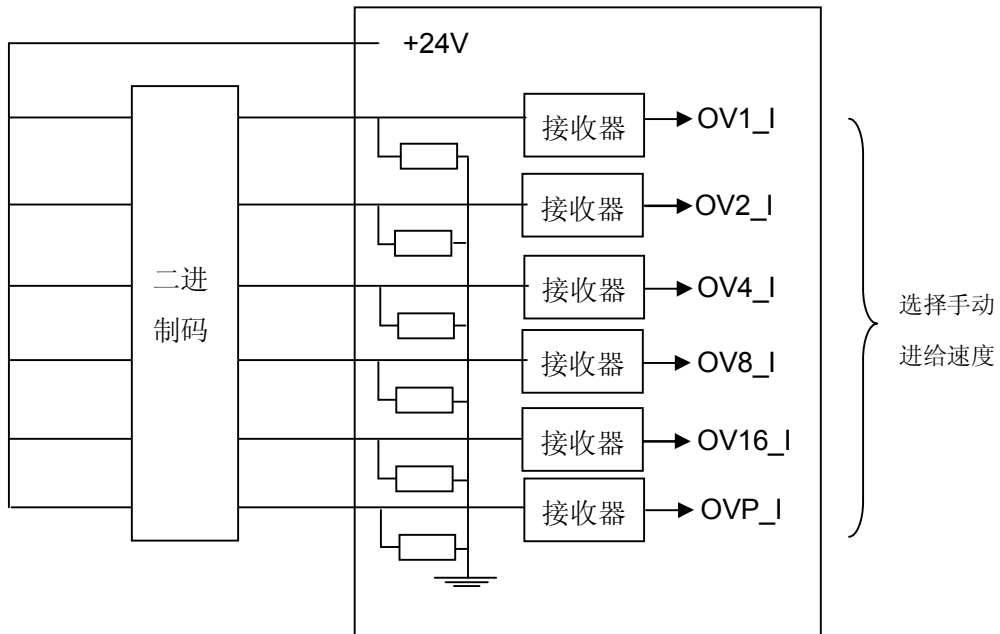 +24V
接收器
OV1_I
接收器
OV2_I
接收器
OV4_I
接收器
OV8_I
接收器
OV16_I
接收器
OVP_I
二进
制码
选择手动
进给速度